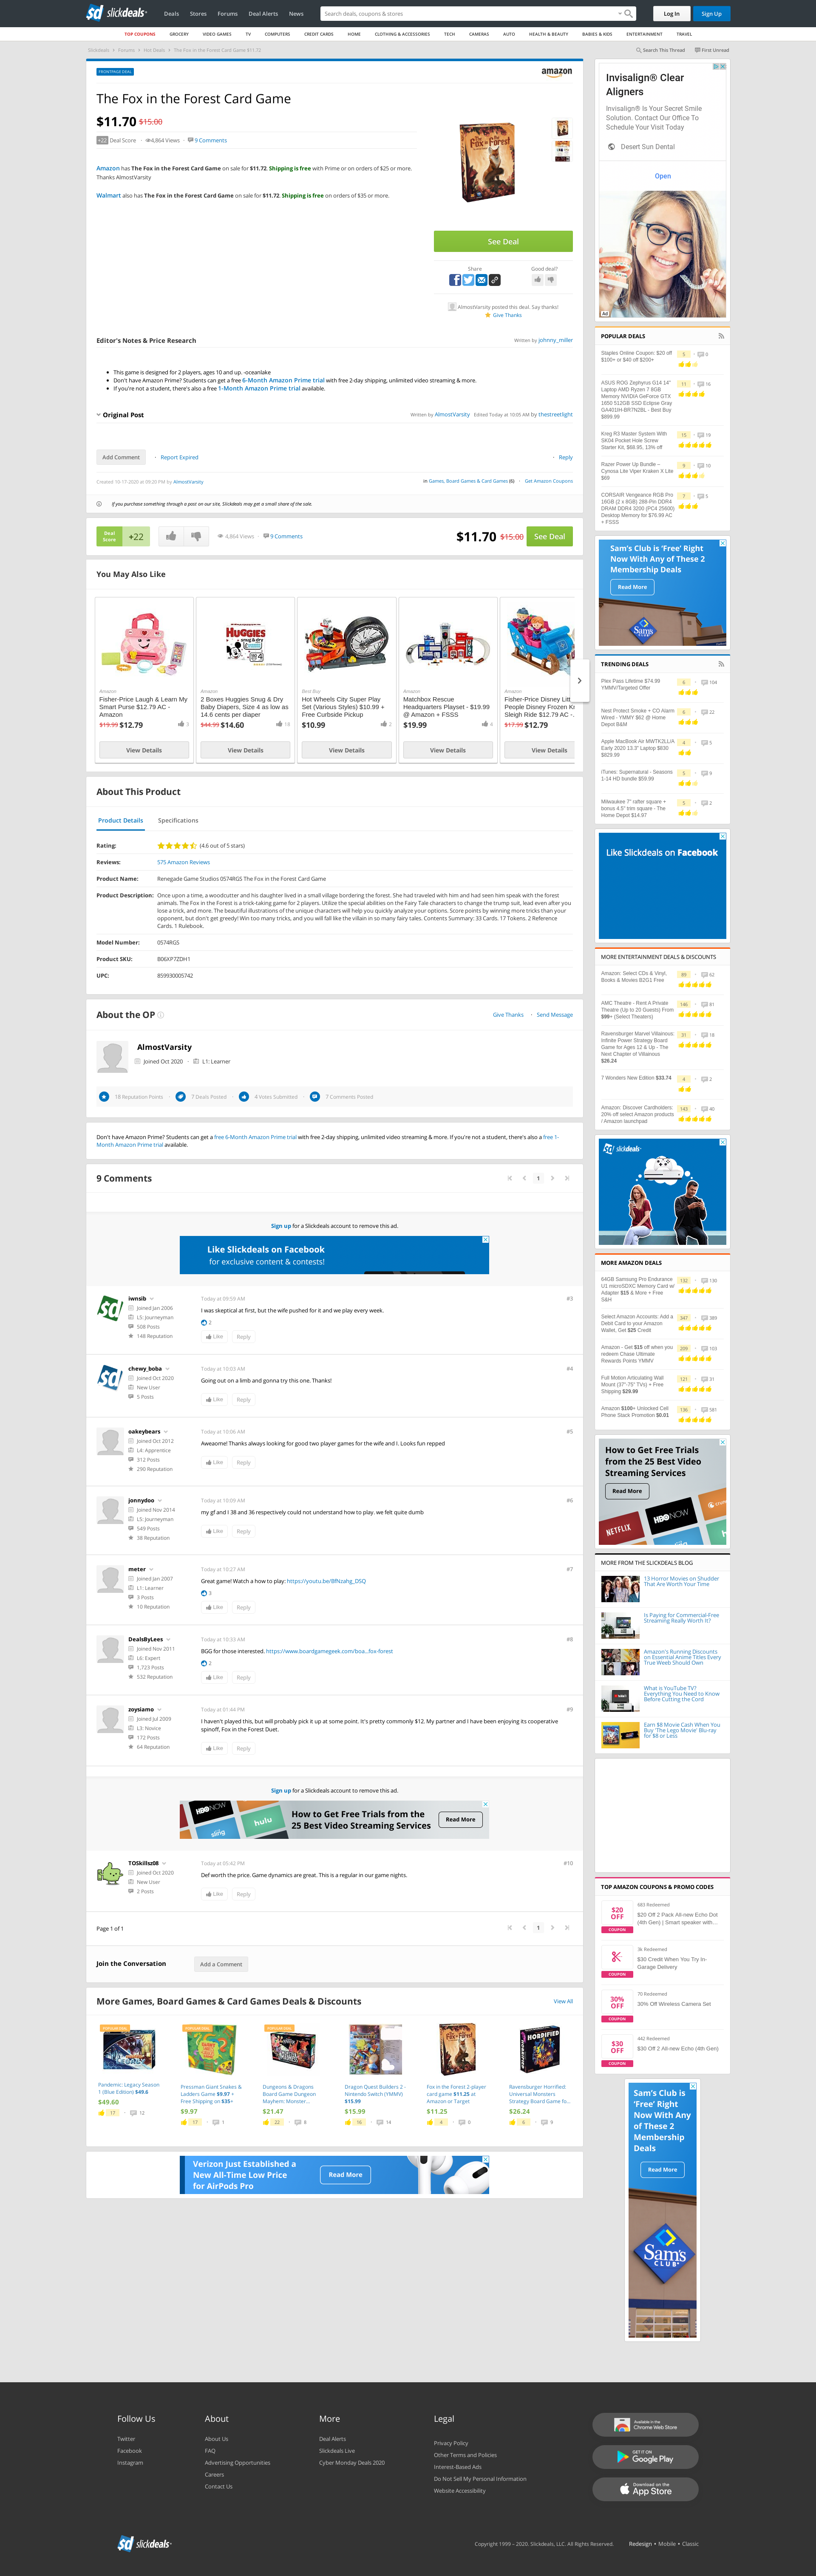 slickdeals
Deals Stores Forums Deal Alerts News
Search deals, coupons & stores
Log In Sign Up
TOP COUPONS GROCERY VIDEO GAMES TV COMPUTERS CREDIT CARDS HOME CLOTHING & ACCESSORIES TECH CAMERAS AUTO HEALTH & BEAUTY BABIES & KIDS ENTERTAINMENT TRAVEL
Slickdeals › Forums › Hot Deals › The Fox in the Forest Card Game $11.72
Search This Thread First Unread
FRONTPAGE DEAL
amazon
The Fox in the Forest Card Game
$11.70 $15.00
+22 Deal Score 4,864 Views 9 Comments
Amazon has The Fox in the Forest Card Game on sale for $11.72. Shipping is free with Prime or on orders of $25 or more.
Thanks AlmostVarsity
Walmart also has The Fox in the Forest Card Game on sale for $11.72. Shipping is free on orders of $35 or more.
See Deal
Share Good deal?
AlmostVarsity posted this deal. Say thanks!
Give Thanks
Editor's Notes & Price Research
Written by johnny_miller
This game is designed for 2 players, ages 10 and up. -oceanlake
Don't have Amazon Prime? Students can get a free 6-Month Amazon Prime trial with free 2-day shipping, unlimited video streaming & more.
If you're not a student, there's also a free 1-Month Amazon Prime trial available.
Original Post
Written by AlmostVarsity Edited Today at 10:05 AM by thestreetlight
Add Comment Report Expired Reply
Created 10-17-2020 at 09:20 PM by AlmostVarsity
in Games, Board Games & Card Games (6) Get Amazon Coupons
If you purchase something through a post on our site, Slickdeals may get a small share of the sale.
Deal Score +22
4,864 Views 9 Comments
$11.70 $15.00 See Deal
You May Also Like
Amazon
Fisher-Price Laugh & Learn My Smart Purse $12.79 AC - Amazon
$19.99 $12.79
View Details
Amazon
2 Boxes Huggies Snug & Dry Baby Diapers, Size 4 as low as 14.6 cents per diaper
$44.99 $14.60
View Details
Best Buy
Hot Wheels City Super Play Set (Various Styles) $10.99 + Free Curbside Pickup
$10.99
View Details
Amazon
Matchbox Rescue Headquarters Playset - $19.99 @ Amazon + FSSS
$19.99
View Details
Amazon
Fisher-Price Disney Litt
People Disney Frozen Kr
Sleigh Ride $12.79 AC -
$17.99 $12.79
View Details
About This Product
Product Details Specifications
Rating: (4.6 out of 5 stars)
Reviews: 575 Amazon Reviews
Product Name: Renegade Game Studios 0574RGS The Fox in the Forest Card Game
Product Description: Once upon a time, a woodcutter and his daughter lived in a small village bordering the forest. She had traveled with him and had seen him speak with the forest animals. The Fox in the Forest is a trick-taking game for 2 players. Utilize the special abilities on the Fairy Tale characters to change the trump suit, lead even after you lose a trick, and more. The beautiful illustrations of the unique characters will help you quickly analyze your options. Score points by winning more tricks than your opponent, but don't get greedy! Win too many tricks, and you will fall like the villain in so many fairy tales. Contents Summary: 33 Cards. 17 Tokens. 2 Reference Cards. 1 Rulebook.
Model Number: 0574RGS
Product SKU: B06XP7ZDH1
UPC: 859930005742
About the OP
Give Thanks Send Message
AlmostVarsity
Joined Oct 2020 L1: Learner
18 Reputation Points 7 Deals Posted 4 Votes Submitted 7 Comments Posted
Don't have Amazon Prime? Students can get a free 6-Month Amazon Prime trial with free 2-day shipping, unlimited video streaming & more. If you're not a student, there's also a free 1-Month Amazon Prime trial available.
9 Comments
1
Sign up for a Slickdeals account to remove this ad.
Like Slickdeals on Facebook
for exclusive content & contests!
iwnsib
Joined Jan 2006
L5: Journeyman
508 Posts
148 Reputation
Today at 09:59 AM #3
I was skeptical at first, but the wife pushed for it and we play every week.
2
Like Reply
chewy_boba
Joined Oct 2020
New User
5 Posts
Today at 10:03 AM #4
Going out on a limb and gonna try this one. Thanks!
Like Reply
oakeybears
Joined Oct 2012
L4: Apprentice
312 Posts
290 Reputation
Today at 10:06 AM #5
Aweaome! Thanks always looking for good two player games for the wife and I. Looks fun repped
Like Reply
jonnydoo
Joined Nov 2014
L5: Journeyman
549 Posts
38 Reputation
Today at 10:09 AM #6
my gf and I 38 and 36 respectively could not understand how to play. we felt quite dumb
Like Reply
meter
Joined Jan 2007
L1: Learner
3 Posts
10 Reputation
Today at 10:27 AM #7
Great game! Watch a how to play: https://youtu.be/BfNzahg_DSQ
3
Like Reply
DealsByLees
Joined Nov 2011
L6: Expert
1,723 Posts
532 Reputation
Today at 10:33 AM #8
BGG for those interested. https://www.boardgamegeek.com/boa...fox-forest
2
Like Reply
zoysiamo
Joined Jul 2009
L3: Novice
172 Posts
64 Reputation
Today at 01:44 PM #9
I haven't played this, but will probably pick it up at some point. It's pretty commonly $12. My partner and I have been enjoying its cooperative spinoff, Fox in the Forest Duet.
Like Reply
Sign up for a Slickdeals account to remove this ad.
HBO NOW sling hulu
How to Get Free Trials from the
25 Best Video Streaming Services
Read More
TOSkillsz08
Joined Oct 2020
New User
2 Posts
Today at 05:42 PM #10
Def worth the price. Game dynamics are great. This is a regular in our game nights.
Like Reply
Page 1 of 1
1
Join the Conversation Add a Comment
More Games, Board Games & Card Games Deals & Discounts
View All
Pandemic: Legacy Season 1 (Blue Edition) $49.6
$49.60
17 12
Pressman Giant Snakes & Ladders Game $9.97 + Free Shipping on $35+
$9.97
17 1
Dungeons & Dragons Board Game Dungeon Mayhem: Monster...
$21.47
22 8
Dragon Quest Builders 2 - Nintendo Switch (YMMV) $15.99
$15.99
16 14
Fox in the Forest 2-player card game $11.25 at Amazon or Target
$11.25
4 0
Ravensburger Horrified: Universal Monsters Strategy Board Game fo...
$26.24
6 9
Verizon Just Established a
New All-Time Low Price
for AirPods Pro
Read More
Invisalign® Clear Aligners
Invisalign® Is Your Secret Smile Solution. Contact Our Office To Schedule Your Visit Today
Desert Sun Dental
Open
Ad
POPULAR DEALS
Staples Online Coupon: $20 off $100+ or $40 off $200+
5 0
ASUS ROG Zephyrus G14 14" Laptop AMD Ryzen 7 8GB Memory NVIDIA GeForce GTX 1650 512GB SSD Eclipse Gray GA401IH-BR7N2BL - Best Buy $899.99
11 16
Kreg R3 Master System With SK04 Pocket Hole Screw Starter Kit, $68.95, 13% off
15 19
Razer Power Up Bundle – Cynosa Lite Viper Kraken X Lite $69
9 10
CORSAIR Vengeance RGB Pro 16GB (2 x 8GB) 288-Pin DDR4 DRAM DDR4 3200 (PC4 25600) Desktop Memory for $76.99 AC + FSSS
7 5
Sam's Club is 'Free' Right Now With Any of These 2 Membership Deals
Read More
TRENDING DEALS
Plex Pass Lifetime $74.99 YMMV/Targeted Offer
6 104
Nest Protect Smoke + CO Alarm Wired - YMMY $62 @ Home Depot B&M
6 22
Apple MacBook Air MWTK2LL/A Early 2020 13.3" Laptop $830 $829.99
4 5
iTunes: Supernatural - Seasons 1-14 HD bundle $59.99
5 9
Milwaukee 7" rafter square + bonus 4.5" trim square - The Home Depot $14.97
5 2
Like Slickdeals on Facebook
MORE ENTERTAINMENT DEALS & DISCOUNTS
Amazon: Select CDs & Vinyl, Books & Movies B2G1 Free
89 62
AMC Theatre - Rent A Private Theatre (Up to 20 Guests) From $99+ (Select Theaters)
146 81
Ravensburger Marvel Villainous: Infinite Power Strategy Board Game for Ages 12 & Up - The Next Chapter of Villainous $26.24
31 18
7 Wonders New Edition $33.74
4 2
Amazon: Discover Cardholders: 20% off select Amazon products / Amazon launchpad
142 40
slickdeals
MORE AMAZON DEALS
64GB Samsung Pro Endurance U1 microSDXC Memory Card w/ Adapter $15 & More + Free S&H
132 130
Select Amazon Accounts: Add a Debit Card to your Amazon Wallet, Get $25 Credit
347 389
Amazon - Get $15 off when you redeem Chase Ultimate Rewards Points YMMV
209 103
Full Motion Articulating Wall Mount (37"-75" TVs) + Free Shipping $29.99
121 31
Amazon $100+ Unlocked Cell Phone Stack Promotion $0.01
136 581
How to Get Free Trials from the 25 Best Video Streaming Services
Read More
NETFLIX HBO NOW
MORE FROM THE SLICKDEALS BLOG
13 Horror Movies on Shudder That Are Worth Your Time
Is Paying for Commercial-Free Streaming Really Worth It?
Amazon's Running Discounts on Essential Anime Titles Every True Weeb Should Own
What is YouTube TV? Everything You Need to Know Before Cutting the Cord
Earn $8 Movie Cash When You Buy 'The Lego Movie' Blu-ray for $8 or Less
TOP AMAZON COUPONS & PROMO CODES
$20 OFF COUPON
683 Redeemed
$20 Off 2 Pack All-new Echo Dot (4th Gen) | Smart speaker with...
COUPON
3k Redeemed
$30 Credit When You Try In-Garage Delivery
30% OFF COUPON
70 Redeemed
30% Off Wireless Camera Set
$30 OFF COUPON
442 Redeemed
$30 Off 2 All-new Echo (4th Gen)
Sam's Club is 'Free' Right Now With Any of These 2 Membership Deals
Read More
Sam's CLUB
Follow Us
Twitter
Facebook
Instagram
About
About Us
FAQ
Advertising Opportunities
Careers
Contact Us
More
Deal Alerts
Slickdeals Live
Cyber Monday Deals 2020
Legal
Privacy Policy
Other Terms and Policies
Interest-Based Ads
Do Not Sell My Personal Information
Website Accessibility
Available in the Chrome Web Store
GET IT ON Google Play
Download on the App Store
slickdeals
Copyright 1999 - 2020. Slickdeals, LLC. All Rights Reserved. Redesign • Mobile • Classic